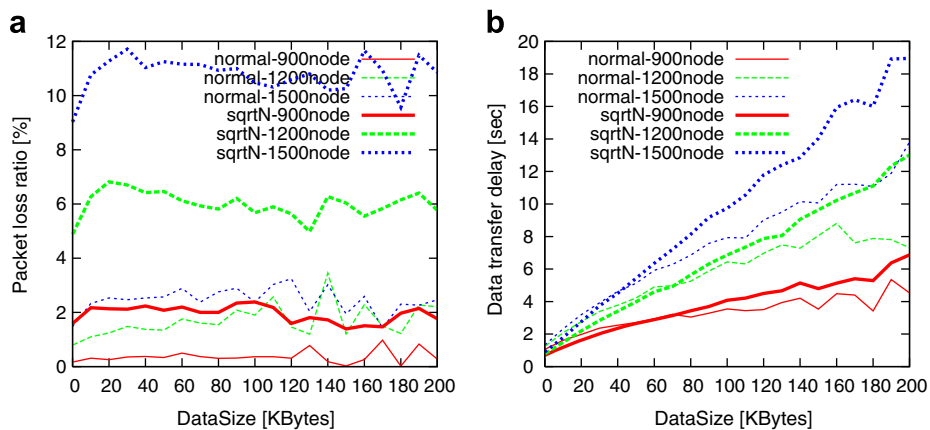 a
Packet loss ratio [%]
12
10
8
6
4
2
0
normal-900node
normal-1200node
normal-1500node
sqrtN-900node
sqrtN-1200node
sqrtN-1500node
0 20 40 60 80 100 120 140 160 180 200
DataSize [KBytes]
b
Data transfer delay [sec]
20
18
16
14
12
10
8
6
4
2
0
normal-900node
normal-1200node
normal-1500node
sqrtN-900node
sqrtN-1200node
sqrtN-1500node
0 20 40 60 80 100 120 140 160 180 200
DataSize [KBytes]